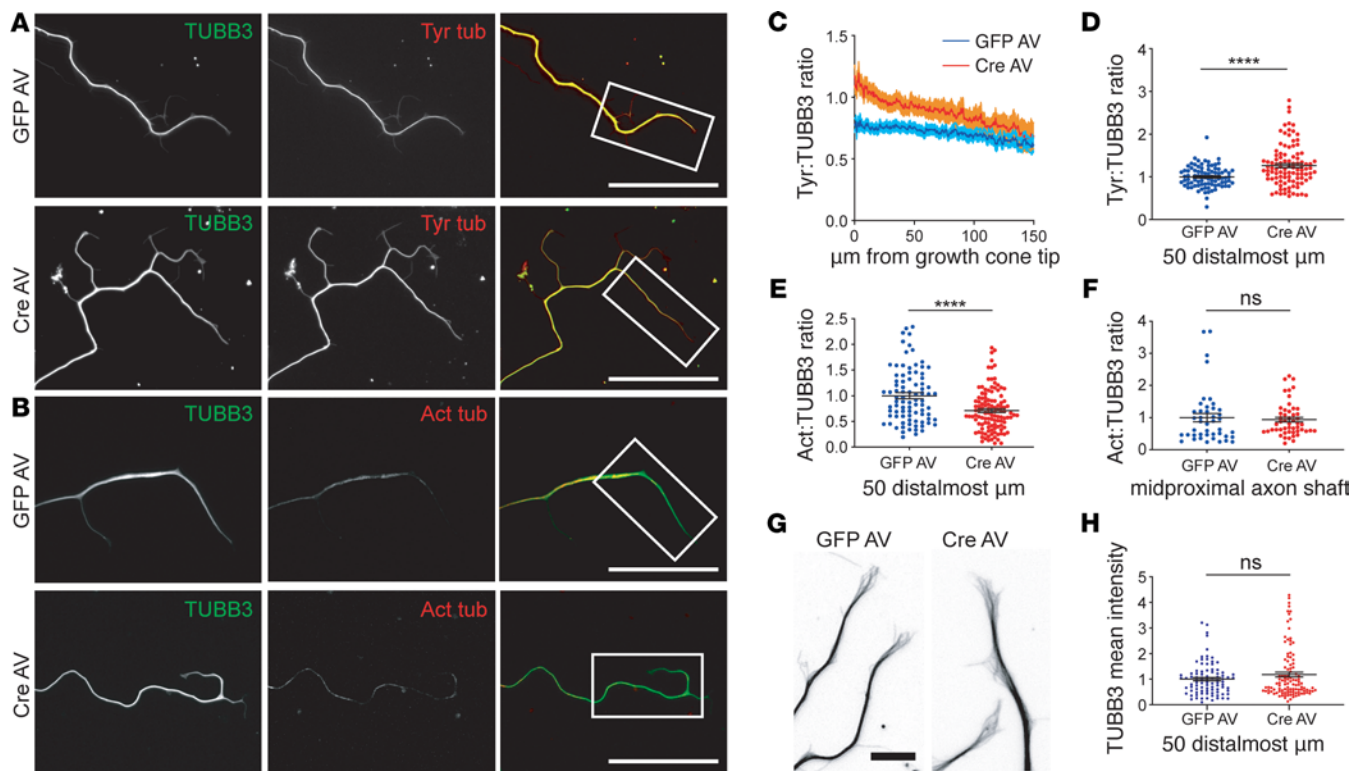 A
TUBB3
Tyr tub
GFP AV
TUBB3
Tyr tub
Cre AV
B
TUBB3
Act tub
GFP AV
TUBB3
Act tub
Cre AV
C
GFP AV
Cre AV
Tyr:TUBB3 ratio
1.5
1.0
0.5
0.0
0 50 100 150
µm from growth cone tip
D
Tyr:TUBB3 ratio
4
3
2
1
0
****
GFP AV Cre AV
50 distalmost µm
E
Act:TUBB3 ratio
2.5
2.0
1.5
1.0
0.5
0.0
****
GFP AV Cre AV
50 distalmost µm
F
Act:TUBB3 ratio
4
3
2
1
0
ns
GFP AV Cre AV
midproximal axon shaft
G
GFP AV Cre AV
H
TUBB3 mean intensity
5
4
3
2
1
0
ns
GFP AV Cre AV
50 distalmost µm